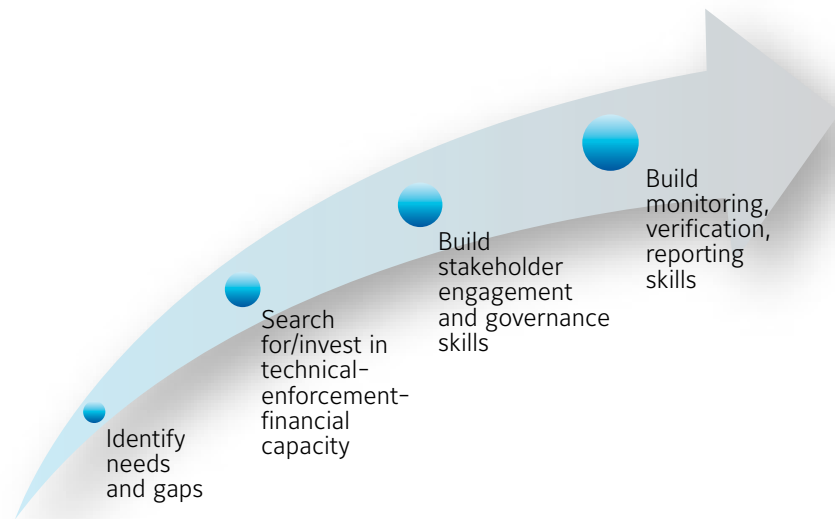 Identify
needs
and gaps
Search
for/invest in
technical-
enforcement-
financial
capacity
Build
stakeholder
engagement
and governance
skills
Build
monitoring,
verification,
reporting
skills